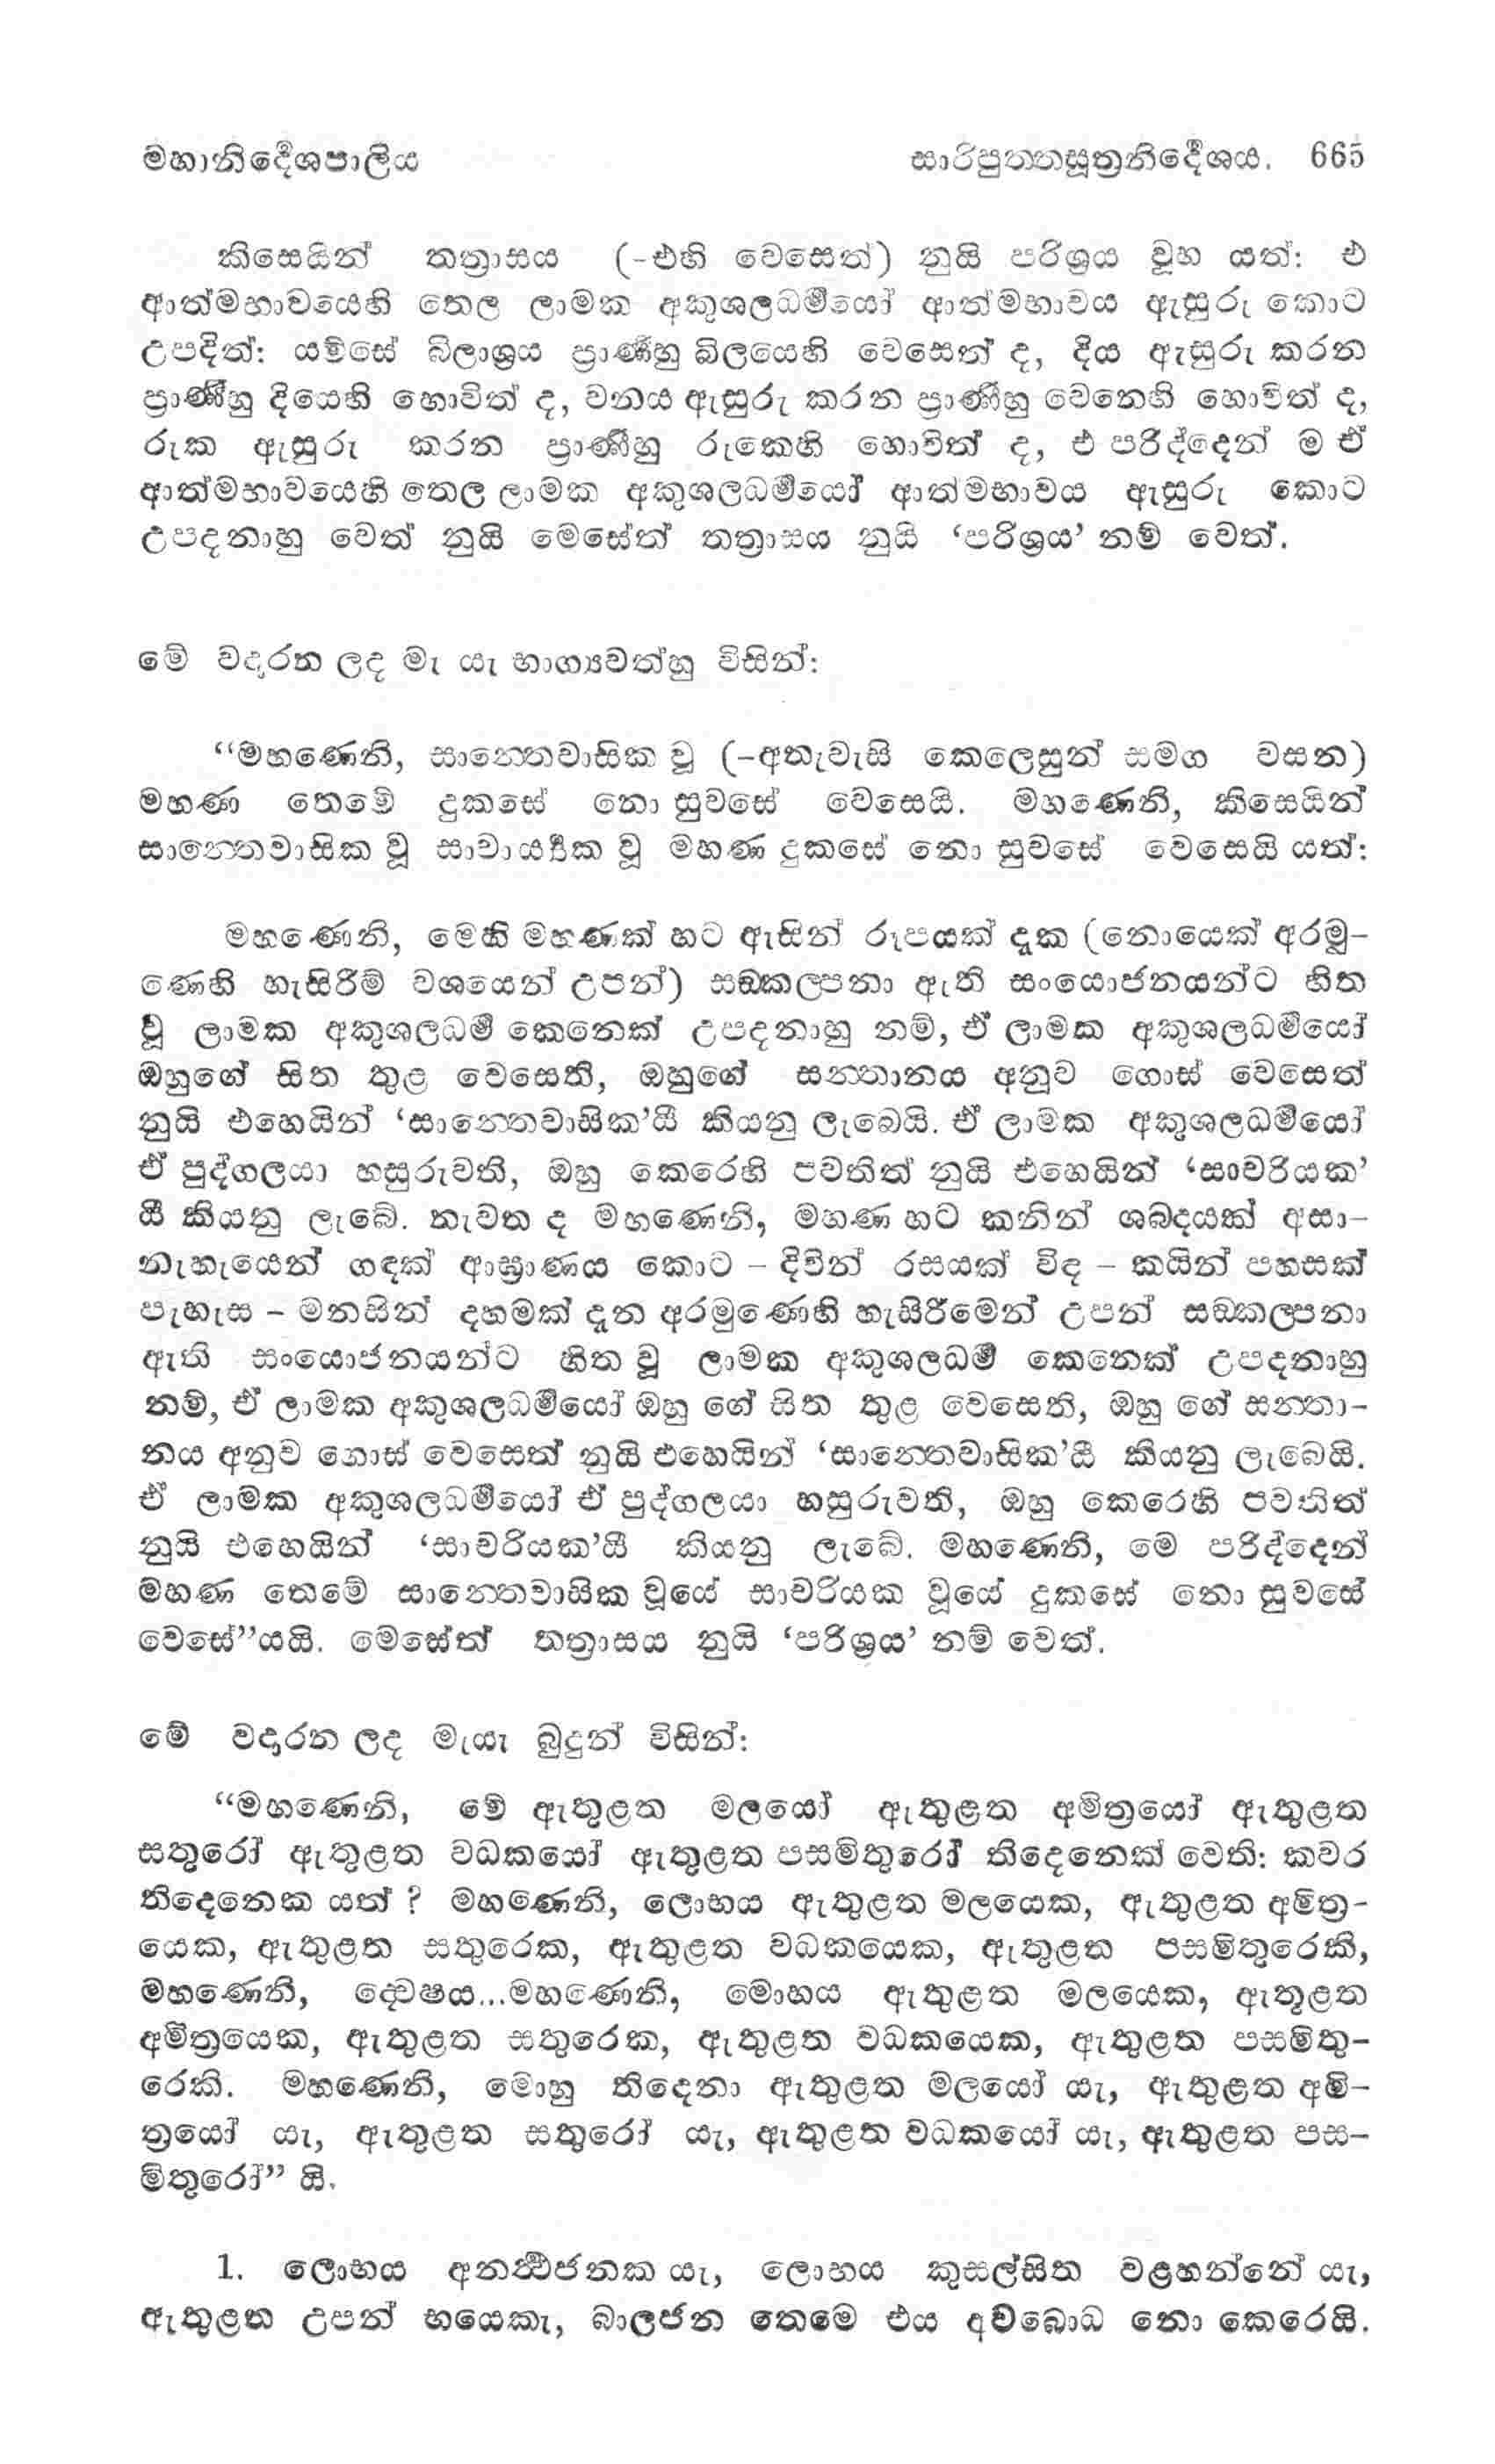 මහානිර්දේශපාලිය සාරිපුත්තසූත්‍රනිර්දේශය. 665
කිසෙයින් තත්‍රාසය (-එහි වෙසෙත්) නුයි පරිශ්‍රය වූහ යත්: එ
ආත්මභාවයෙහි තෙල ලාමක අකුශලධර්මයෝ ආත්මභාවය ඇසුරු කොට
උපදිත්: යම්සේ බිලාශ්‍රය ප්‍රාණීහු බිලයෙහි වෙසෙත් ද, දිය ඇසුරු කරන
ප්‍රාණීහු දියෙහි හොවිත් ද, වනය ඇසුරු කරන ප්‍රාණීහු වෙනෙහි හොවිත් ද,
රුක ඇසුරු කරන ප්‍රාණීහු රුකෙහි හොවිත් ද, එ පරිද්දෙන් ම ඒ
ආත්මභාවයෙහි තෙල ලාමක අකුශලධර්මයෝ ආත්මභාවය ඇසුරු කොට
උපදනාහු වෙත් නුයි මෙසේත් තත්‍රාසය නුයි ‘පරිශ්‍රය’ නම් වෙත්.
මේ වදාරන ලද මැ යැ භාග්‍යවත්හු විසින්:
“මහණෙනි, සාන්තෙවාසික වූ (-අතැවැසි කෙලෙසුන් සමග වසන)
මහණ තෙමේ දුකසේ නො සුවසේ වෙසෙයි. මහණෙනි, කිසෙයින්
සාන්තෙවාසික වූ සාචාර්‍ය්‍යක වූ මහණ දුකසේ නො සුවසේ වෙසෙයි යත්:
මහණෙනි, මෙහි මහණක් හට ඇසින් රූපයක් දැක (නොයෙක් අරමු-
ණෙහි හැසිරීම් වශයෙන් උපන්) සඞ්කල්පනා ඇති සංයොජනයන්ට හිත
වූ ලාමක අකුශලධර්ම කෙනෙක් උපදනාහු නම්, ඒ ලාමක අකුශලධර්මයෝ
ඔහුගේ සිත තුළ වෙසෙති, ඔහුගේ සන්තානය අනුව ගොස් වෙසෙත්
නුයි එහෙයින් ‘සාන්තෙවාසික’යි කියනු ලැබෙයි. ඒ ලාමක අකුශලධර්මයෝ
ඒ පුද්ගලයා හසුරුවති, ඔහු කෙරෙහි පවතිත් නුයි එහෙයින් ‘සාචරියක’
යි කියනු ලැබේ. තැවත ද මහණෙනි, මහණ හට කනින් ශබ්දයක් අසා-
නැහැයෙන් ගඳක් ආඝ්‍රාණය කොට - දිවින් රසයක් විඳ - කයින් පහසක්
පැහැස - මනසින් දහමක් දැන අරමුණෙහි හැසිරීමෙන් උපන් සඞ්කල්පනා
ඇති සංයොජනයන්ට හිත වූ ලාමක අකුශලධර්ම කෙනෙක් උපදනාහු
නම්, ඒ ලාමක අකුශලධර්මයෝ ඔහු ගේ සිත තුළ වෙසෙති, ඔහු ගේ සන්තා-
නය අනුව ගොස් වෙසෙත් නුයි එහෙයින් ‘සාන්තෙවාසික’යි කියනු ලැබෙයි.
ඒ ලාමක අකුශලධර්මයෝ ඒ පුද්ගලයා හසුරුවති, ඔහු කෙරෙහි පවතිත්
නුයි එහෙයින් ‘සාචරියක’යි කියනු ලැබේ. මහණෙනි, මෙ පරිද්දෙන්
මහණ තෙමේ සාන්තෙවාසික වූයේ සාචරියක වූයේ දුකසේ නො සුවසේ
වෙසේ”යයි. මෙසේත් තත්‍රාසය නුයි ‘පරිශ්‍රය’ නම් වෙත්.
මේ වදාරන ලද මැයැ බුදුන් විසින්:
“මහණෙනි, මේ ඇතුළත මලයෝ ඇතුළත අමිත්‍රයෝ ඇතුළත
සතුරෝ ඇතුළත වධකයෝ ඇතුළත පසමිතුරෝ තිදෙනෙක් වෙති: කවර
තිදෙනෙක යත් ? මහණෙනි, ලොභය ඇතුළත මලයෙක, ඇතුළත අමිත්‍ර-
යෙක, ඇතුළත සතුරෙක, ඇතුළත වධකයෙක, ඇතුළත පසමිතුරෙකි,
මහණෙනි, ද්වෙෂය...මහණෙනි, මොහය ඇතුළත මලයෙක, ඇතුළත
අමිත්‍රයෙක, ඇතුළත සතුරෙක, ඇතුළත වධකයෙක, ඇතුළත පසමිතු-
රෙකි. මහණෙනි, මොහු තිදෙනා ඇතුළත මලයෝ යැ, ඇතුළත අමි-
ත්‍රයෝ යැ, ඇතුළත සතුරෝ යැ, ඇතුළත වධකයෝ යැ, ඇතුළත පස-
මිතුරෝ” යි.
1. ලොභය අනර්ථජනක යැ, ලොභය කුසල්සිත වළහන්නේ යැ,
ඇතුළත උපන් භයෙකැ, බාලජන තෙමෙ එය අවබොධ නො කෙරෙයි.